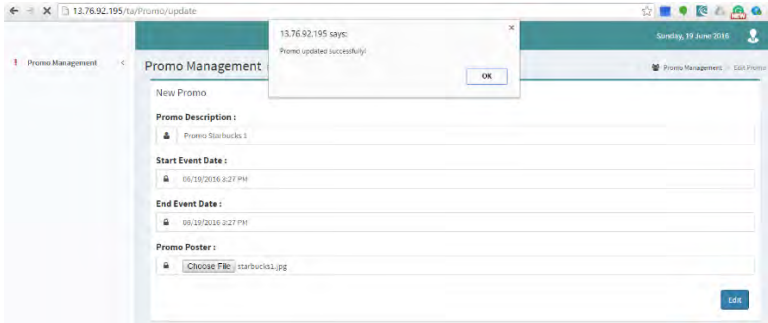 13.76.92.195/ta/Promo/update
13.76.92.195 says:
Promo updated successfully!
OK
Sunday, 19 June 2016
Promo Management
Promo Management
Promo Management Edit Promo
New Promo
Promo Description :
Promo Starbucks 1
Start Event Date :
06/19/2016 3:27 PM
End Event Date :
06/19/2016 3:27 PM
Promo Poster :
Choose File starbucks1.jpg
Edit